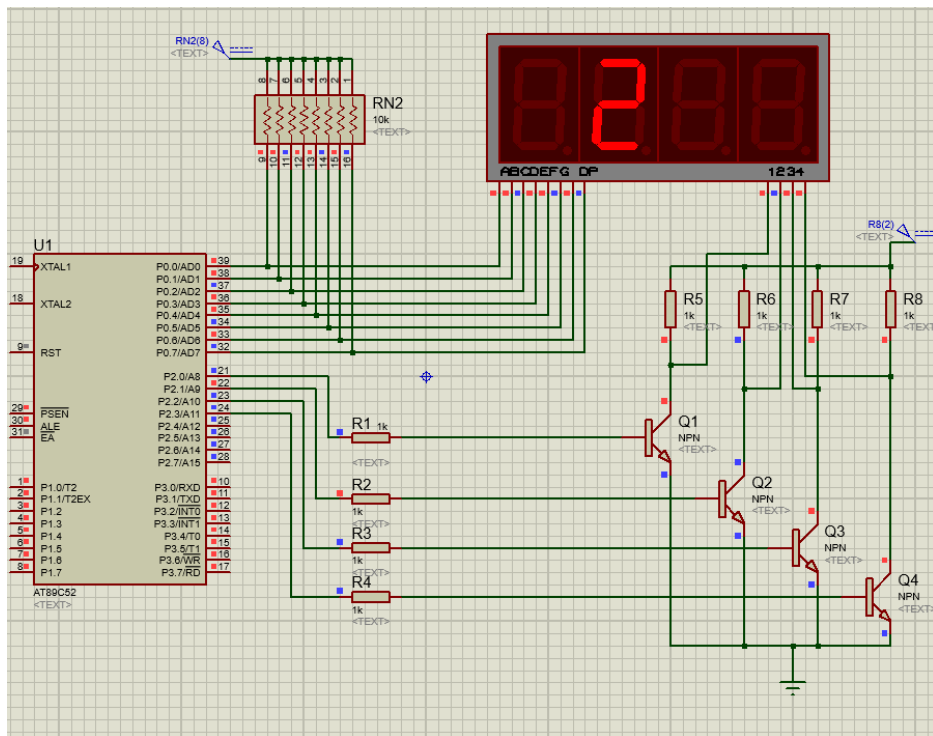 RN2(8)
<TEXT>
8 7 6 5 4 3 2 1
RN2
10k
<TEXT>
9 10 11 12 13 14 15 16
ABCDEFG DP
1234
R8(2)
<TEXT>
U1
19 XTAL1
18 XTAL2
9 RST
29 PSEN
30 ALE
31 EA
1 P1.0/T2
2 P1.1/T2EX
3 P1.2
4 P1.3
5 P1.4
6 P1.5
7 P1.6
8 P1.7
P0.0/AD0 39
P0.1/AD1 38
P0.2/AD2 37
P0.3/AD3 36
P0.4/AD4 35
P0.5/AD5 34
P0.6/AD6 33
P0.7/AD7 32
P2.0/A8 21
P2.1/A9 22
P2.2/A10 23
P2.3/A11 24
P2.4/A12 25
P2.5/A13 26
P2.6/A14 27
P2.7/A15 28
P3.0/RXD 10
P3.1/TXD 11
P3.2/INT0 12
P3.3/INT1 13
P3.4/T0 14
P3.5/T1 15
P3.6/WR 16
P3.7/RD 17
AT89C52
<TEXT>
R5
1k
<TEXT>
R6
1k
<TEXT>
R7
1k
<TEXT>
R8
1k
<TEXT>
R1 1k
<TEXT>
R2
1k
<TEXT>
R3
1k
<TEXT>
R4
1k
<TEXT>
Q1
NPN
<TEXT>
Q2
NPN
<TEXT>
Q3
NPN
<TEXT>
Q4
NPN
<TEXT>
2